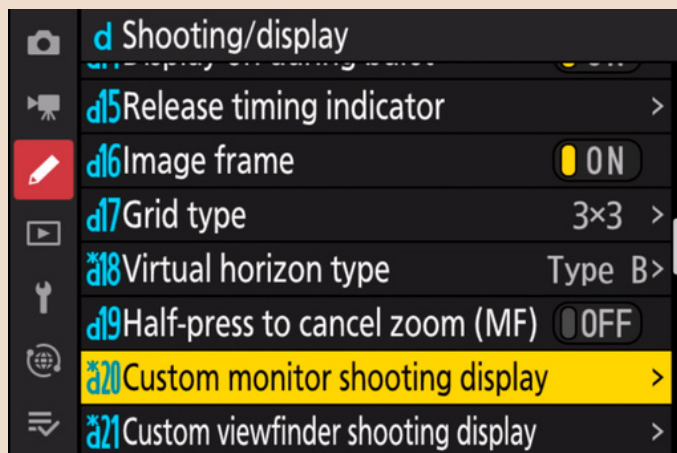 d Shooting/display
d15 Release timing indicator >
d16 Image frame ON
d17 Grid type 3×3 >
*d18 Virtual horizon type Type B>
d19 Half-press to cancel zoom (MF) OFF
*d20 Custom monitor shooting display >
*d21 Custom viewfinder shooting display >